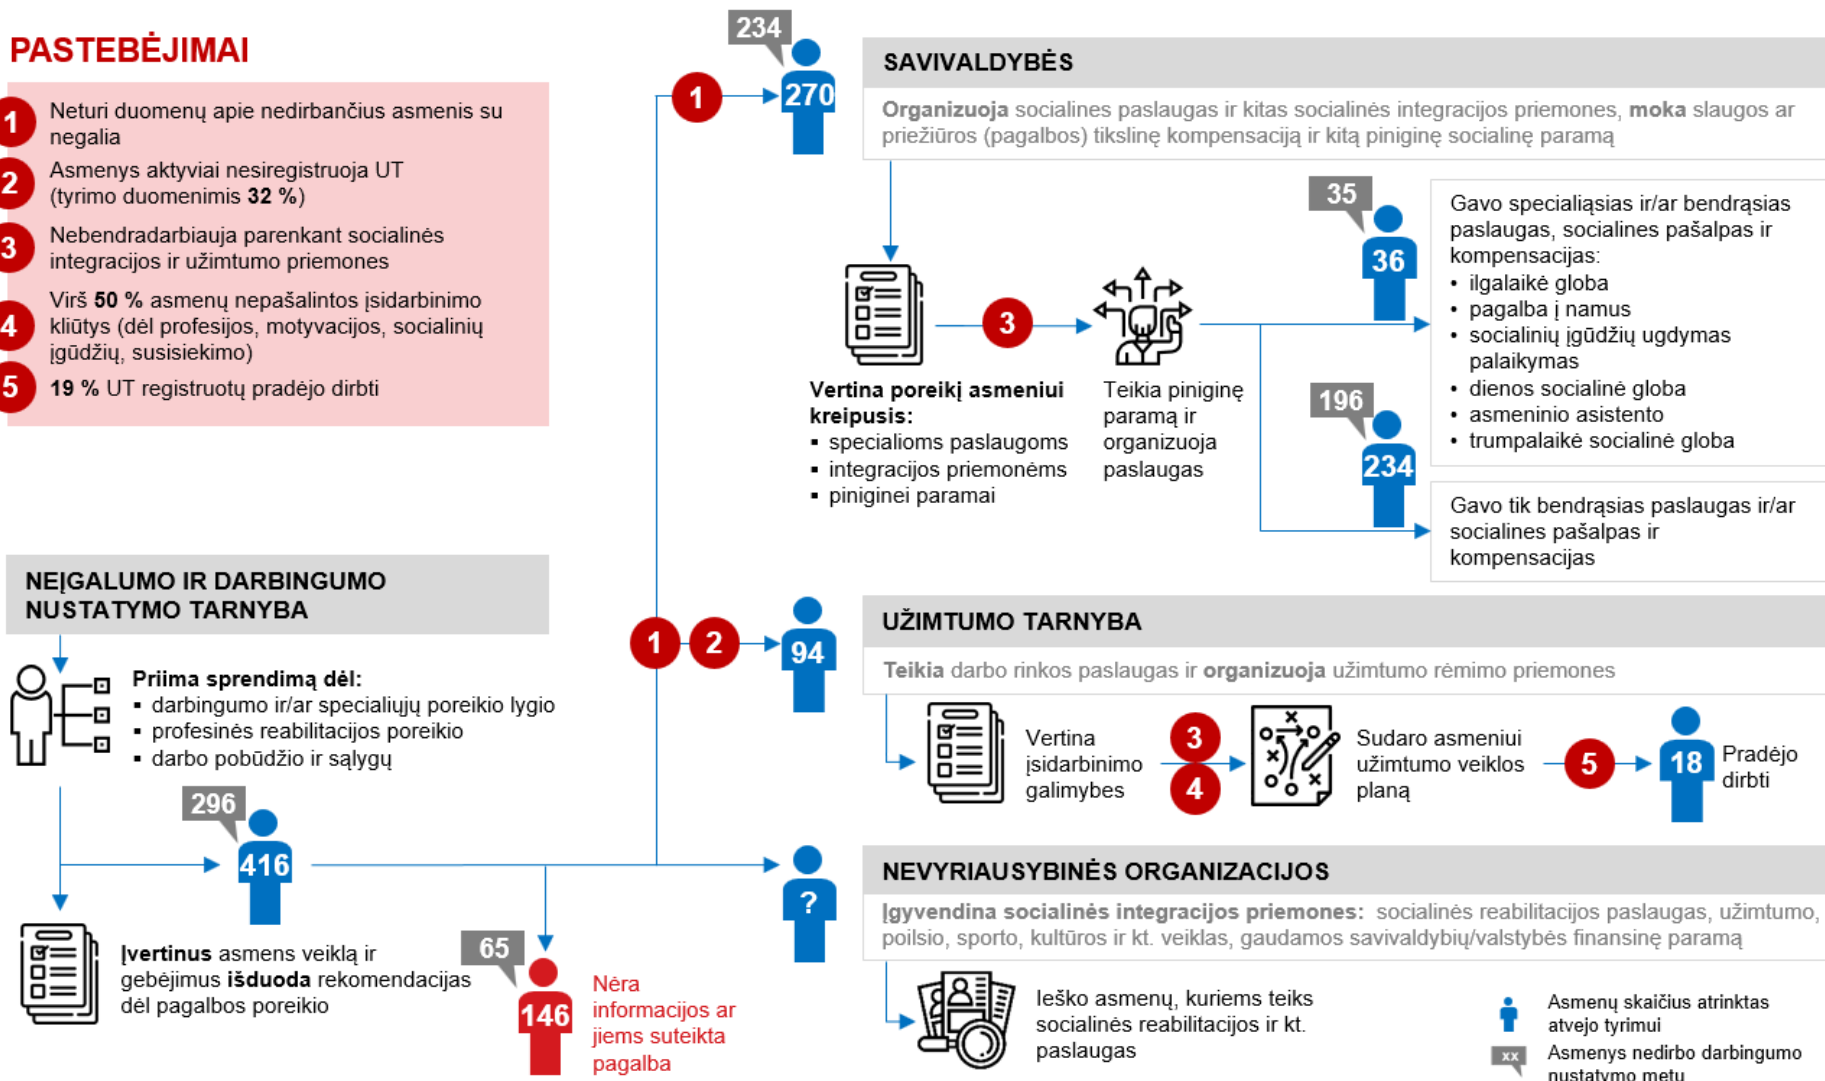 PASTEBĖJIMAI
1
Neturi duomenų apie nedirbančius asmenis su
negalia
2
Asmenys aktyviai nesiregistruoja UT
(tyrimo duomenimis 32 %)
3
Nebendradarbiauja parenkant socialinės
integracijos ir užimtumo priemones
4
Virš 50 % asmenų nepašalintos įsidarbinimo
kliūtys (dėl profesijos, motyvacijos, socialinių
įgūdžių, susisiekimo)
5
19 % UT registruotų pradėjo dirbti
NEĮGALUMO IR DARBINGUMO
NUSTATYMO TARNYBA
Priima sprendimą dėl:
▪ darbingumo ir/ar specialiųjų poreikio lygio
▪ profesinės reabilitacijos poreikio
▪ darbo pobūdžio ir sąlygų
296
416
Įvertinus asmens veiklą ir
gebėjimus išduoda rekomendacijas
dėl pagalbos poreikio
65
146
Nėra
informacijos ar
jiems suteikta
pagalba
1
234
270
SAVIVALDYBĖS
Organizuoja socialines paslaugas ir kitas socialinės integracijos priemones, moka slaugos ar
priežiūros (pagalbos) tikslinę kompensaciją ir kitą piniginę socialinę paramą
Vertina poreikį asmeniui
kreipusis:
▪ specialioms paslaugoms
▪ integracijos priemonėms
▪ piniginei paramai
3
Teikia piniginę
paramą ir
organizuoja
paslaugas
35
36
Gavo specialiąsias ir/ar bendrąsias
paslaugas, socialines pašalpas ir
kompensacijas:
• ilgalaikė globa
• pagalba į namus
• socialinių įgūdžių ugdymas
palaikymas
• dienos socialinė globa
• asmeninio asistento
• trumpalaikė socialinė globa
196
234
Gavo tik bendrąsias paslaugas ir/ar
socialines pašalpas ir
kompensacijas
1
2
94
UŽIMTUMO TARNYBA
Teikia darbo rinkos paslaugas ir organizuoja užimtumo rėmimo priemones
Vertina
įsidarbinimo
galimybes
3
4
Sudaro asmeniui
užimtumo veiklos
planą
5
18
Pradėjo
dirbti
?
NEVYRIAUSYBINĖS ORGANIZACIJOS
Įgyvendina socialinės integracijos priemones: socialinės reabilitacijos paslaugas, užimtumo,
poilsio, sporto, kultūros ir kt. veiklas, gaudamos savivaldybių/valstybės finansinę paramą
Ieško asmenų, kuriems teiks
socialinės reabilitacijos ir kt.
paslaugas
Asmenų skaičius atrinktas
atvejo tyrimui
xx
Asmenys nedirbo darbingumo
nustatymo metu